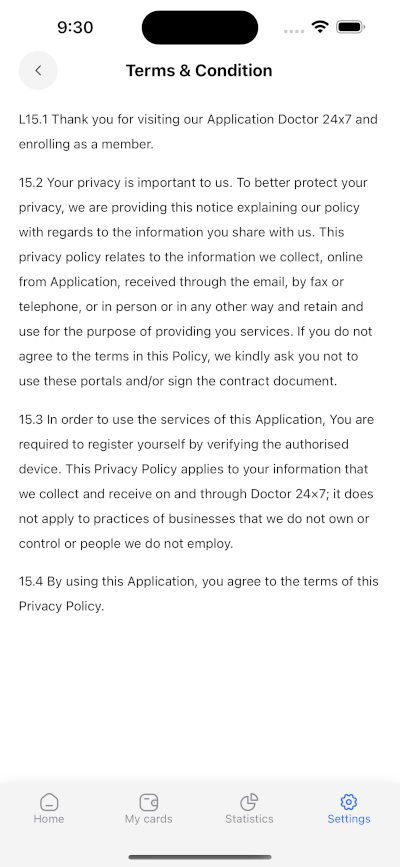 9:30
Terms & Condition
L15.1 Thank you for visiting our Application Doctor 24x7 and
enrolling as a member.
15.2 Your privacy is important to us. To better protect your
privacy, we are providing this notice explaining our policy
with regards to the information you share with us. This
privacy policy relates to the information we collect, online
from Application, received through the email, by fax or
telephone, or in person or in any other way and retain and
use for the purpose of providing you services. If you do not
agree to the terms in this Policy, we kindly ask you not to
use these portals and/or sign the contract document.
15.3 In order to use the services of this Application, You are
required to register yourself by verifying the authorised
device. This Privacy Policy applies to your information that
we collect and receive on and through Doctor 24×7; it does
not apply to practices of businesses that we do not own or
control or people we do not employ.
15.4 By using this Application, you agree to the terms of this
Privacy Policy.
Home
My cards
Statistics
Settings